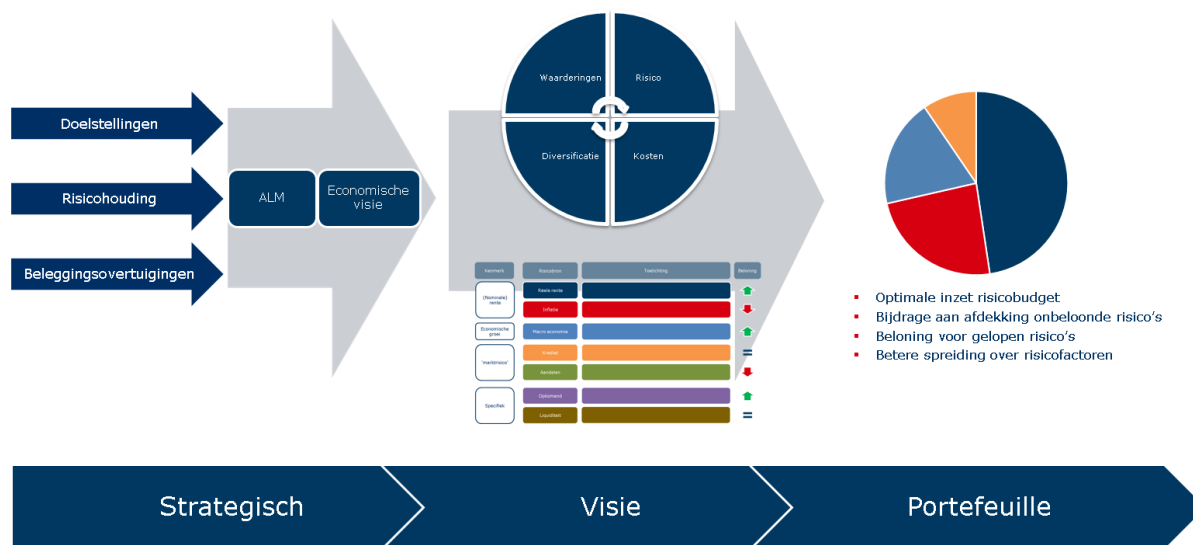 Doelstellingen
Risicohouding
Beleggingsovertuigingen
ALM
Economische
visie
Waarderingen
Risico
Diversificatie
Kosten
Kenmerk
Risicobron
Toelichting
Beloning
(Nominale)
rente
Reële rente
Inflatie
Economische
groei
Macro economie
'marktrisico'
Krediet
Aandelen
Specifiek
Opkomend
Liquiditeit
Optimale inzet risicobudget
Bijdrage aan afdekking onbeloonde risico's
Beloning voor gelopen risico's
Betere spreiding over risicofactoren
Strategisch
Visie
Portefeuille